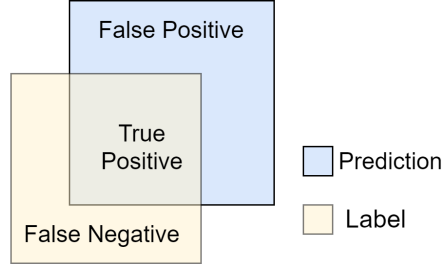 False Positive
True
Positive
False Negative
Prediction
Label